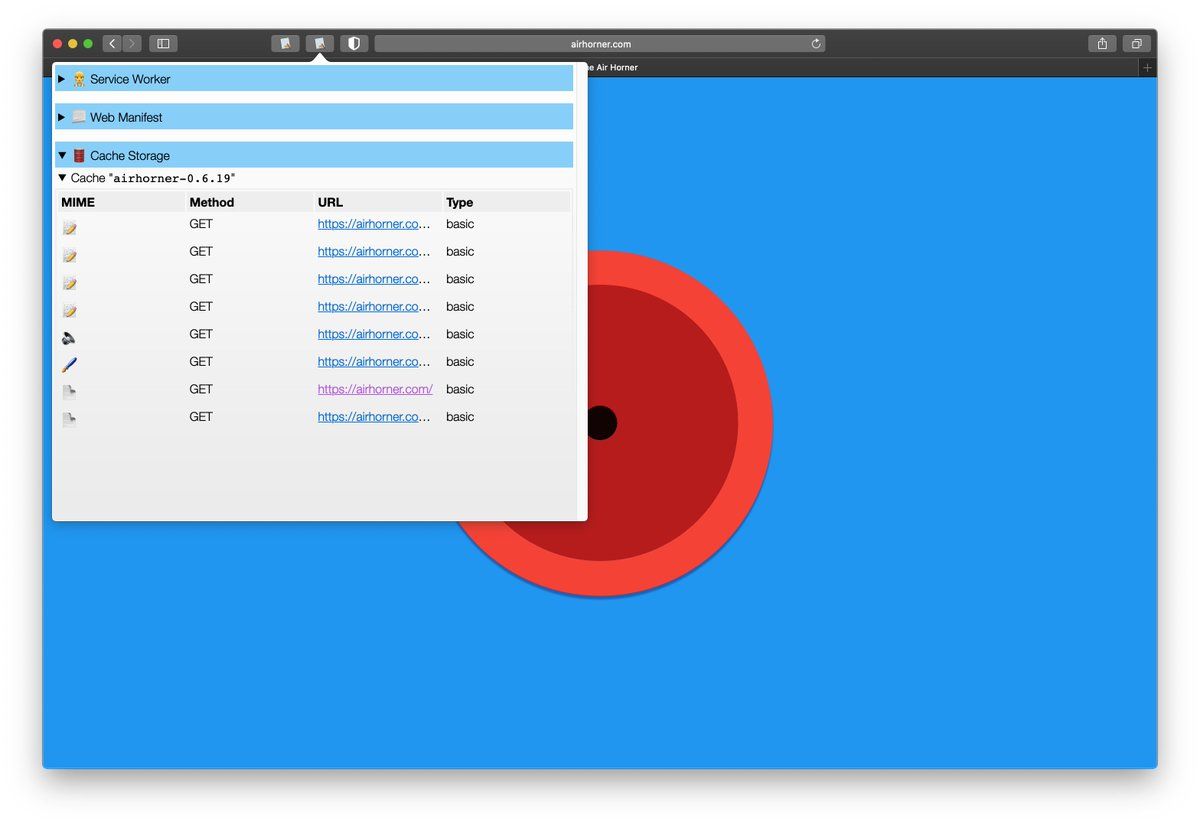 airhorner.com
e Air Horner
Service Worker
Web Manifest
Cache Storage
Cache "airhorner-0.6.19"
MIME Method URL Type
GET https://airhorner.co… basic
GET https://airhorner.co… basic
GET https://airhorner.co… basic
GET https://airhorner.co… basic
GET https://airhorner.co… basic
GET https://airhorner.co… basic
GET https://airhorner.com/ basic
GET https://airhorner.co… basic